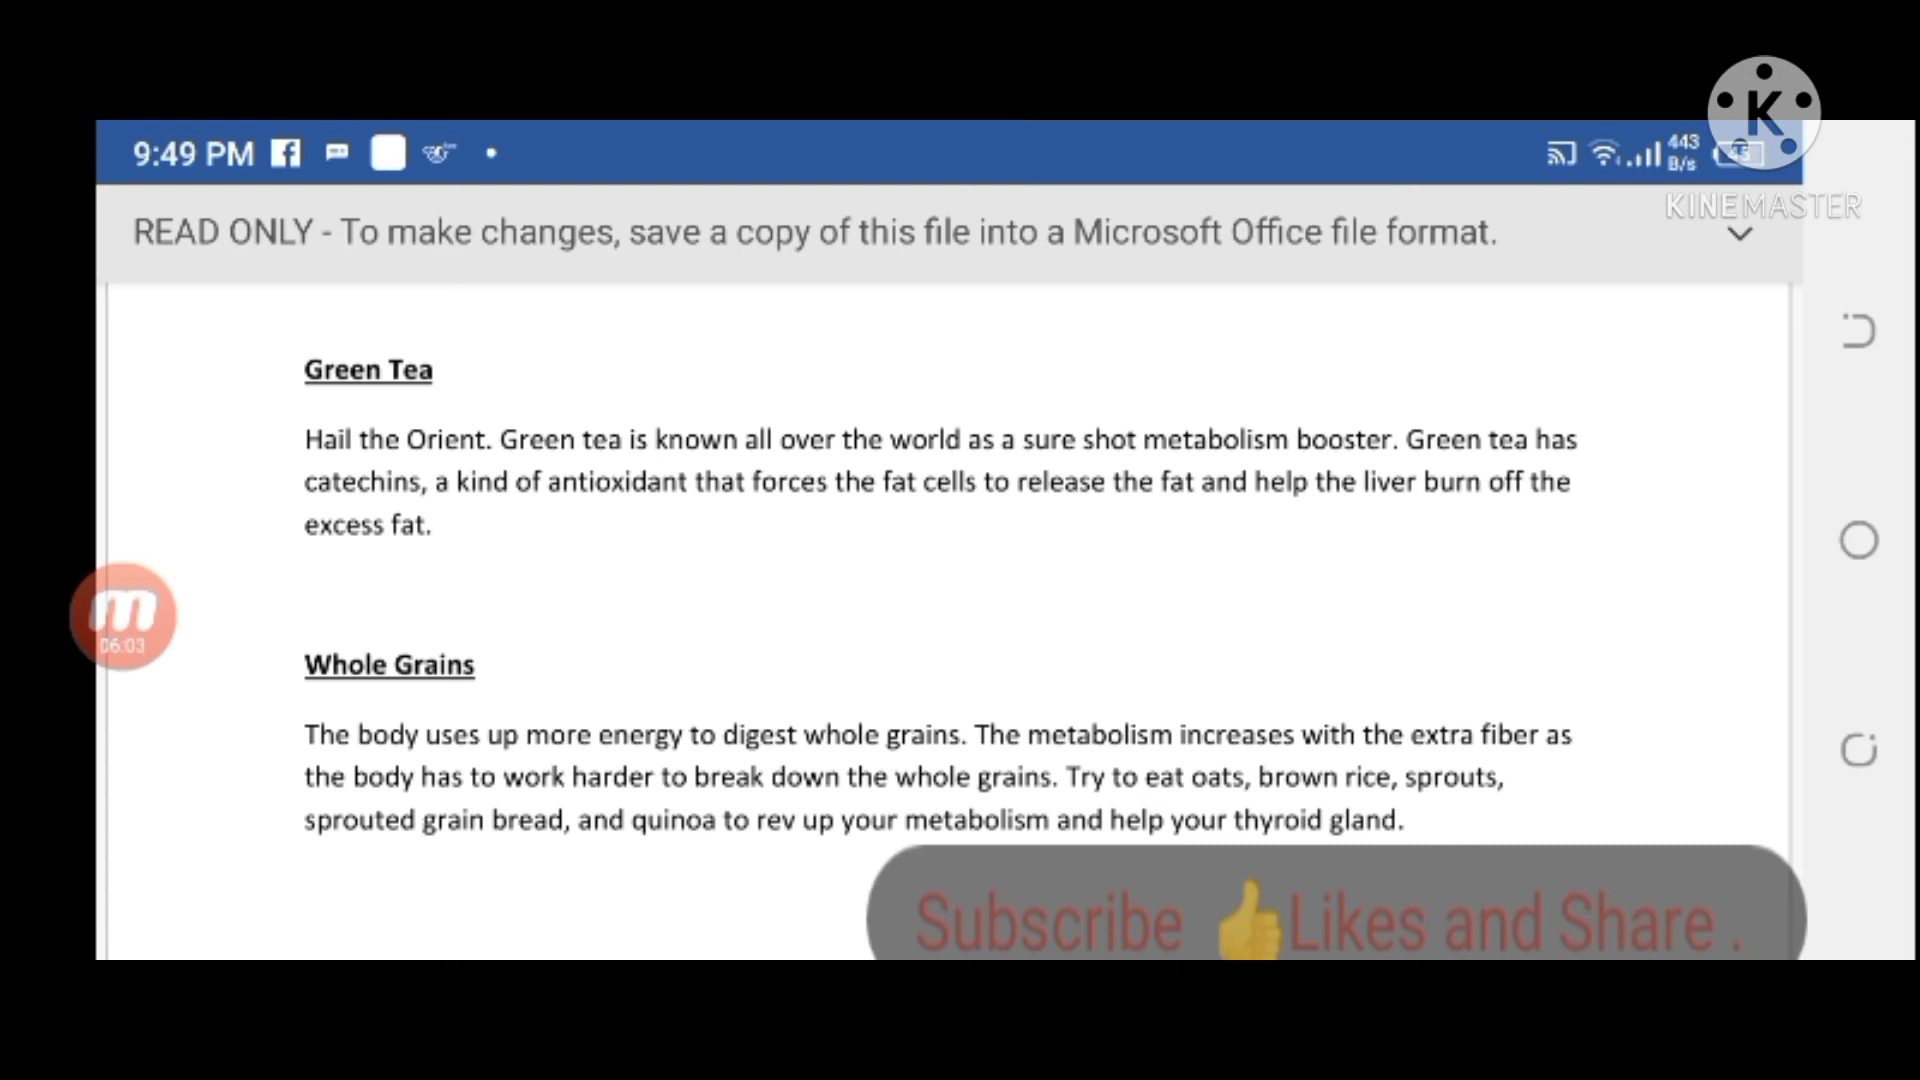 9:49 PM
443
B/s
45
KINEMASTER
READ ONLY - To make changes, save a copy of this file into a Microsoft Office file format.
Green Tea
Hail the Orient. Green tea is known all over the world as a sure shot metabolism booster. Green tea has
catechins, a kind of antioxidant that forces the fat cells to release the fat and help the liver burn off the
excess fat.
06:03
Whole Grains
The body uses up more energy to digest whole grains. The metabolism increases with the extra fiber as
the body has to work harder to break down the whole grains. Try to eat oats, brown rice, sprouts,
sprouted grain bread, and quinoa to rev up your metabolism and help your thyroid gland.
Subscribe 👍Likes and Share .